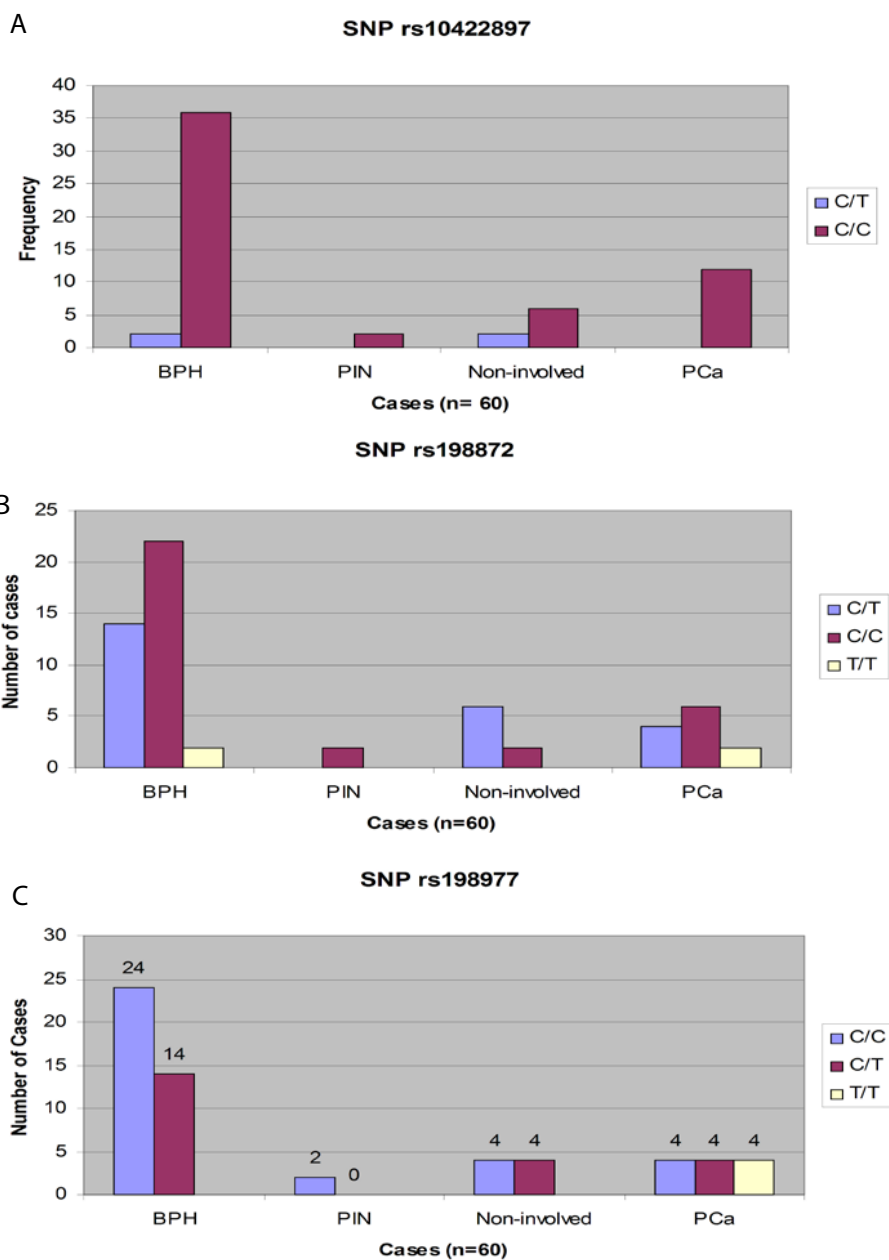 A
SNP rs10422897
40
35
30
25
20
15
10
5
0
Frequency
BPH PIN Non-involved PCa
Cases (n= 60)
C/T
C/C
SNP rs198872
B
25
20
15
10
5
0
Number of cases
BPH PIN Non-involved PCa
Cases (n=60)
C/T
C/C
T/T
SNP rs198977
C
30
25
20
15
10
5
0
Number of Cases
24
14
2
0
4 4
4 4 4
BPH PIN Non-involved PCa
Cases (n=60)
C/C
C/T
T/T